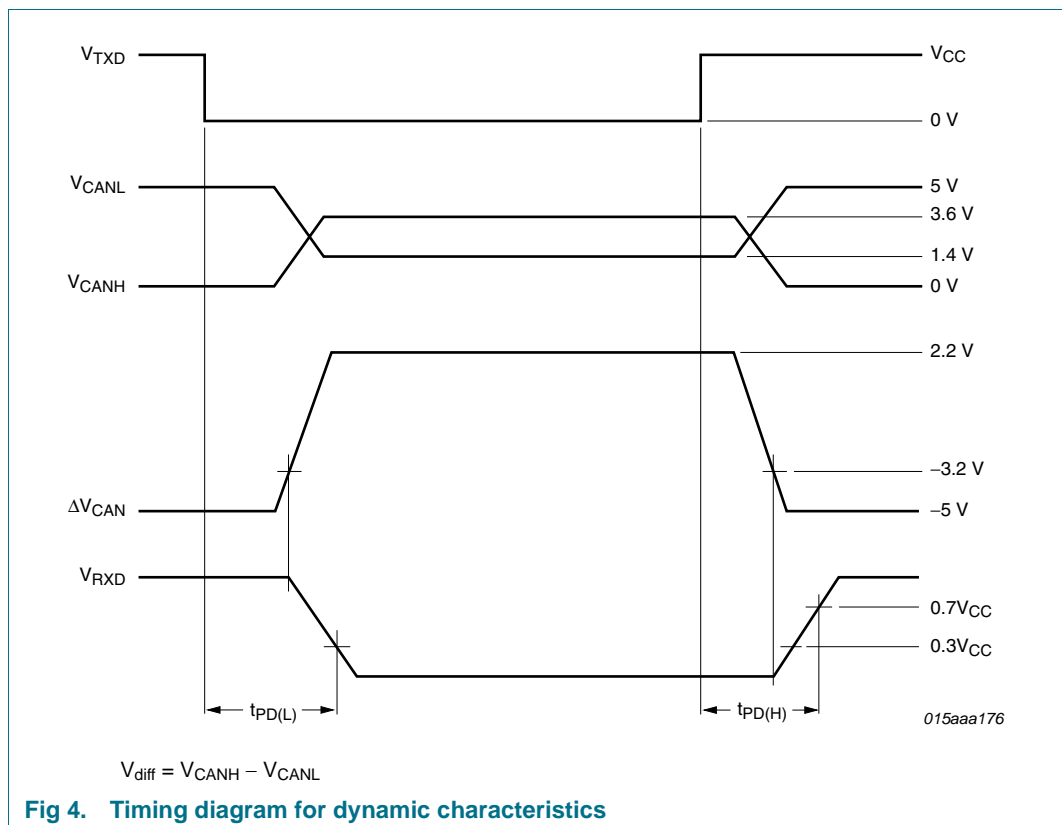 VTXD
VCC
0 V
VCANL
5 V
3.6 V
1.4 V
VCANH
0 V
2.2 V
−3.2 V
ΔVCAN
−5 V
VRXD
0.7VCC
0.3VCC
tPD(L)
tPD(H)
015aaa176
Vdiff = VCANH − VCANL
Fig 4. Timing diagram for dynamic characteristics